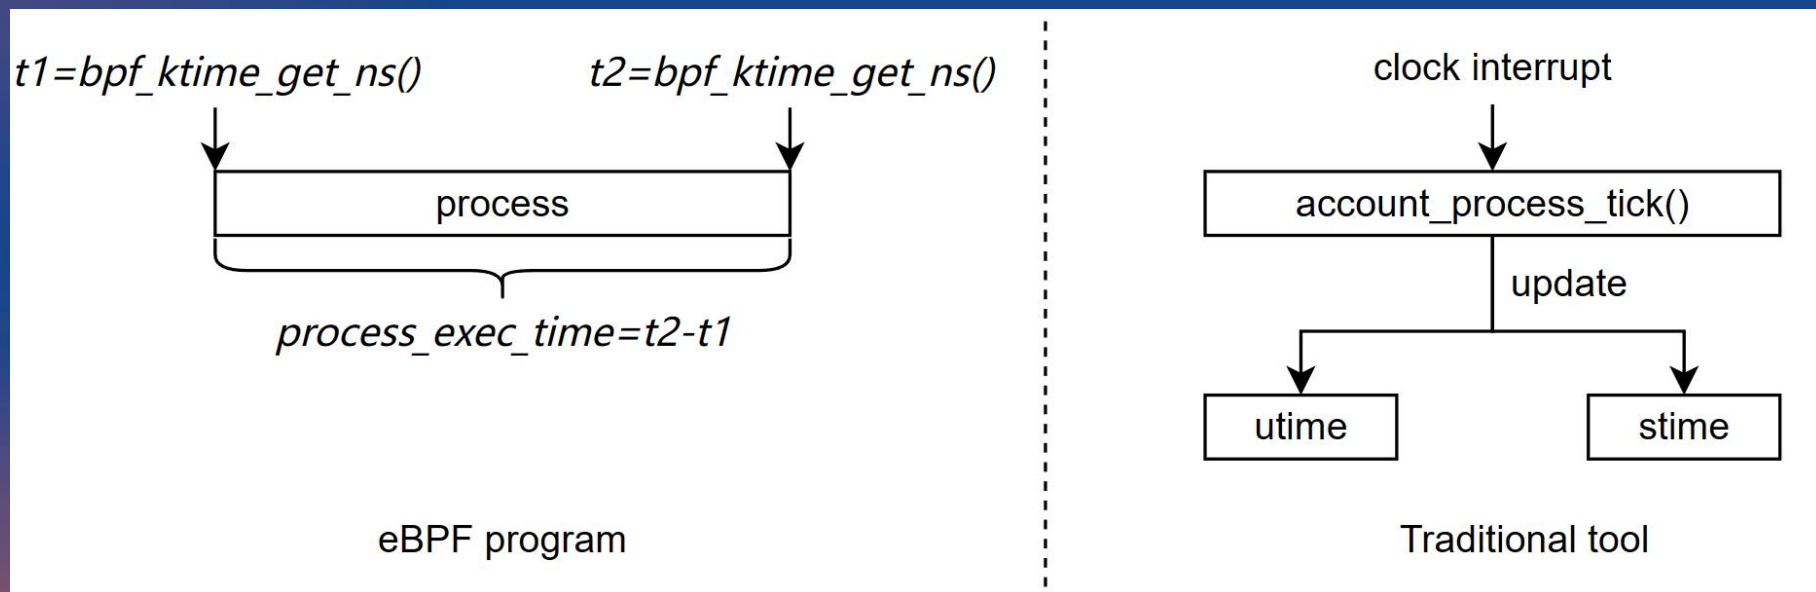 t1=bpf_ktime_get_ns()
t2=bpf_ktime_get_ns()
process
process_exec_time=t2-t1
eBPF program
clock interrupt
account_process_tick()
update
utime
stime
Traditional tool